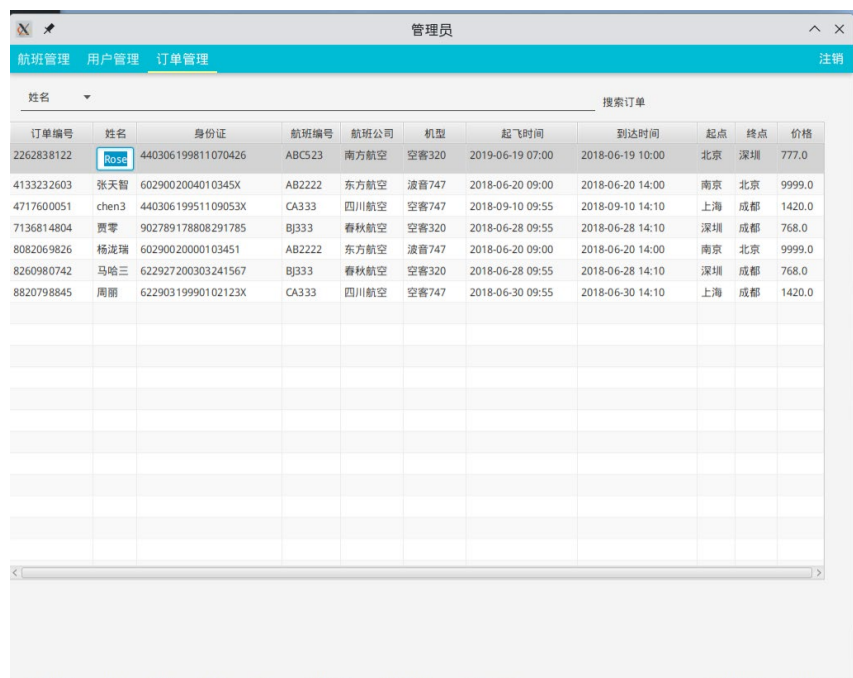 管理员
航班管理 用户管理 订单管理 注销
姓名 搜索订单
订单编号 姓名 身份证 航班编号 航班公司 机型 起飞时间 到达时间 起点 终点 价格
2262838122 Rose 440306199811070426 ABC523 南方航空 空客320 2019-06-19 07:00 2018-06-19 10:00 北京 深圳 777.0
4133232603 张天智 6029002004010345X AB2222 东方航空 波音747 2018-06-20 09:00 2018-06-20 14:00 南京 北京 9999.0
4717600051 chen3 44030619951109053X CA333 四川航空 空客747 2018-09-10 09:55 2018-09-10 14:10 上海 成都 1420.0
7136814804 贾零 902789178808291785 BJ333 春秋航空 空客320 2018-06-28 09:55 2018-06-28 14:10 深圳 成都 768.0
8082069826 杨泷瑞 60290020000103451 AB2222 东方航空 波音747 2018-06-20 09:00 2018-06-20 14:00 南京 北京 9999.0
8260980742 马哈三 622927200303241567 BJ333 春秋航空 空客320 2018-06-28 09:55 2018-06-28 14:10 深圳 成都 768.0
8820798845 周丽 62290319990102123X CA333 四川航空 空客747 2018-06-30 09:55 2018-06-30 14:10 上海 成都 1420.0